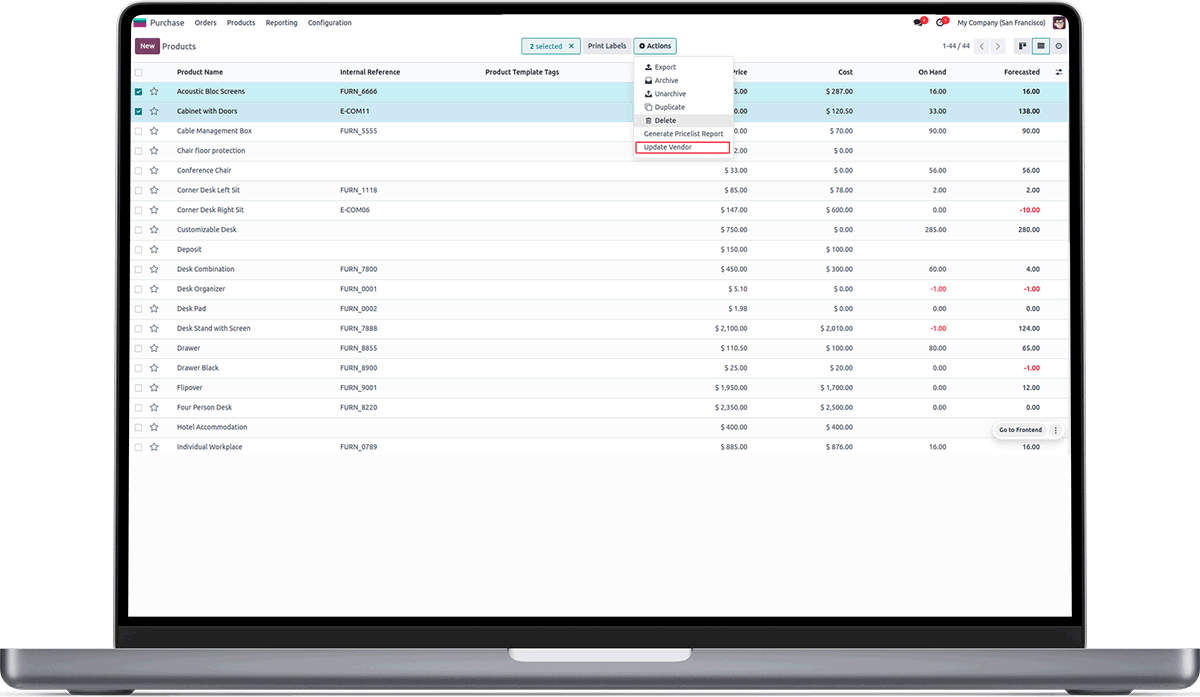 Purchase Orders Products Reporting Configuration My Company (San Francisco)
New Products 2 selected × Print Labels Actions 1-44 / 44
Product Name Internal Reference Product Template Tags Price Cost On Hand Forecasted
Export
Archive
Unarchive
Duplicate
Delete
Generate Pricelist Report
Update Vendor
Acoustic Bloc Screens FURN_6666 5.00 $ 287.00 16.00 16.00
Cabinet with Doors E-COM11 0.00 $ 120.50 33.00 138.00
Cable Management Box FURN_5555 0.00 $ 70.00 90.00 90.00
Chair floor protection 2.00 $ 0.00
Conference Chair $ 33.00 $ 0.00 56.00 56.00
Corner Desk Left Sit FURN_1118 $ 85.00 $ 78.00 2.00 2.00
Corner Desk Right Sit E-COM06 $ 147.00 $ 600.00 0.00 -10.00
Customizable Desk $ 750.00 $ 0.00 285.00 280.00
Deposit $ 150.00 $ 100.00
Desk Combination FURN_7800 $ 450.00 $ 300.00 60.00 4.00
Desk Organizer FURN_0001 $ 5.10 $ 0.00 -1.00 -1.00
Desk Pad FURN_0002 $ 1.98 $ 0.00 0.00 0.00
Desk Stand with Screen FURN_7888 $ 2,100.00 $ 2,010.00 -1.00 124.00
Drawer FURN_8855 $ 110.50 $ 100.00 80.00 65.00
Drawer Black FURN_8900 $ 25.00 $ 20.00 0.00 -1.00
Flipover FURN_9001 $ 1,950.00 $ 1,700.00 0.00 12.00
Four Person Desk FURN_8220 $ 2,350.00 $ 2,500.00 0.00 0.00
Hotel Accommodation $ 400.00 $ 400.00
Go to Frontend
Individual Workplace FURN_0789 $ 885.00 $ 876.00 16.00 16.00